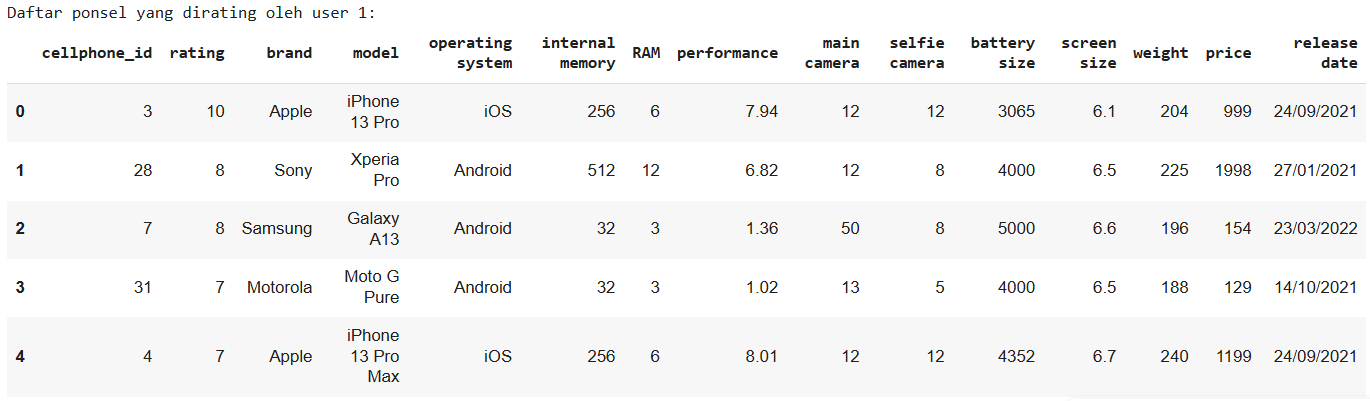 Daftar ponsel yang dirating oleh user 1:
cellphone_id rating brand model operating system internal memory RAM performance main camera selfie camera battery size screen size weight price release date
0 3 10 Apple iPhone 13 Pro iOS 256 6 7.94 12 12 3065 6.1 204 999 24/09/2021
1 28 8 Sony Xperia Pro Android 512 12 6.82 12 8 4000 6.5 225 1998 27/01/2021
2 7 8 Samsung Galaxy A13 Android 32 3 1.36 50 8 5000 6.6 196 154 23/03/2022
3 31 7 Motorola Moto G Pure Android 32 3 1.02 13 5 4000 6.5 188 129 14/10/2021
4 4 7 Apple iPhone 13 Pro Max iOS 256 6 8.01 12 12 4352 6.7 240 1199 24/09/2021